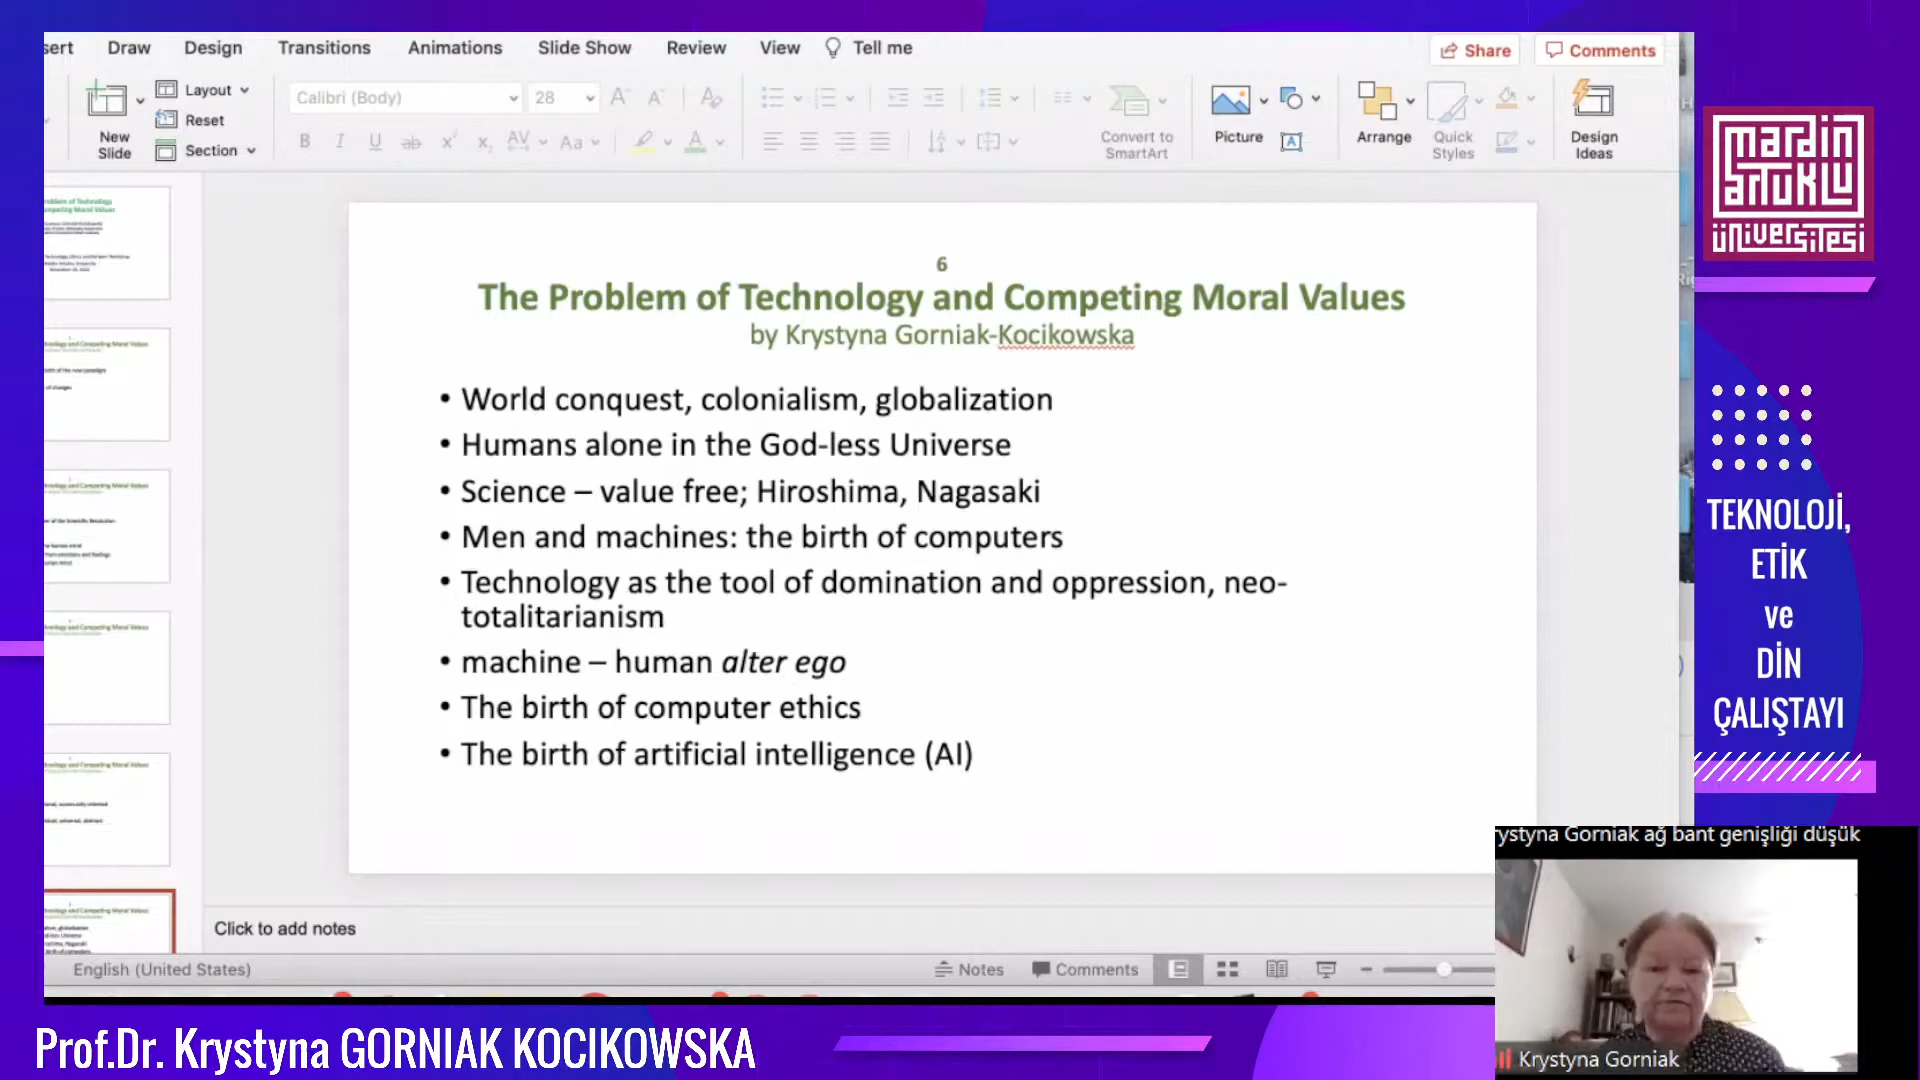 sert Draw Design Transitions Animations Slide Show Review View Tell me Share Comments
Calibri (Body) 28
New Slide
Layout
Reset
Section
Convert to SmartArt
Picture
Arrange
Quick Styles
Design Ideas
mardin
artuklu
üniversitesi
6
The Problem of Technology and Competing Moral Values
by Krystyna Gorniak-Kocikowska
• World conquest, colonialism, globalization
• Humans alone in the God-less Universe
• Science – value free; Hiroshima, Nagasaki
• Men and machines: the birth of computers
• Technology as the tool of domination and oppression, neo-
totalitarianism
• machine – human alter ego
• The birth of computer ethics
• The birth of artificial intelligence (AI)
TEKNOLOJİ,
ETİK
ve
DİN
ÇALIŞTAYI
Click to add notes
English (United States)
Notes Comments
rystyna Gorniak ağ bant genişliği düşük
Krystyna Gorniak
Prof.Dr. Krystyna GORNIAK KOCIKOWSKA